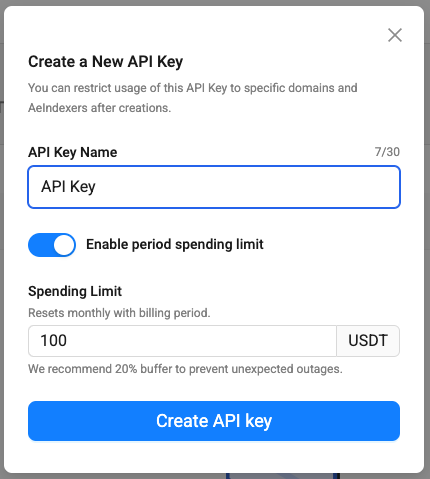 Create a New API Key
You can restrict usage of this API Key to specific domains and
AeIndexers after creations.
API Key Name
7/30
API Key
Enable period spending limit
Spending Limit
Resets monthly with billing period.
100
USDT
We recommend 20% buffer to prevent unexpected outages.
Create API key